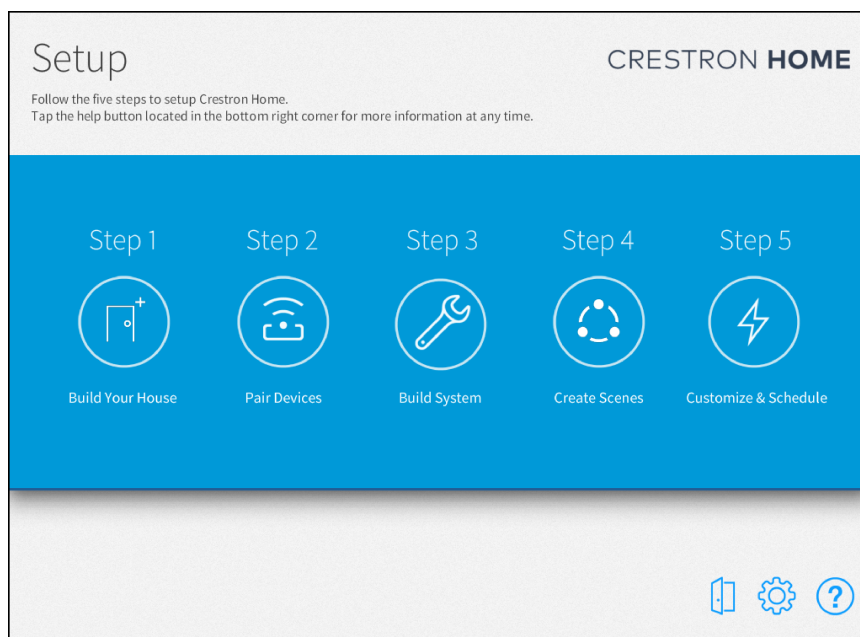 Setup
CRESTRON HOME
Follow the five steps to setup Crestron Home.
Tap the help button located in the bottom right corner for more information at any time.
Step 1
Step 2
Step 3
Step 4
Step 5
Build Your House
Pair Devices
Build System
Create Scenes
Customize & Schedule
?